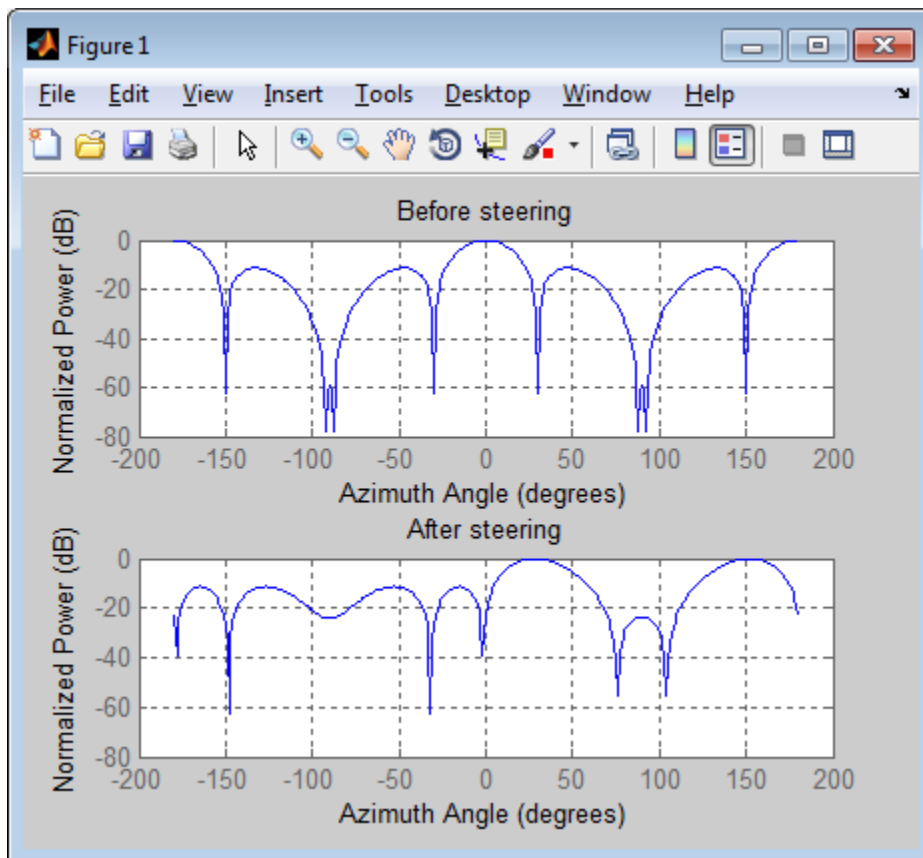 Figure 1
File Edit View Insert Tools Desktop Window Help
Before steering
Normalized Power (dB)
0
-20
-40
-60
-80
-200 -150 -100 -50 0 50 100 150 200
Azimuth Angle (degrees)
After steering
Normalized Power (dB)
0
-20
-40
-60
-80
-200 -150 -100 -50 0 50 100 150 200
Azimuth Angle (degrees)